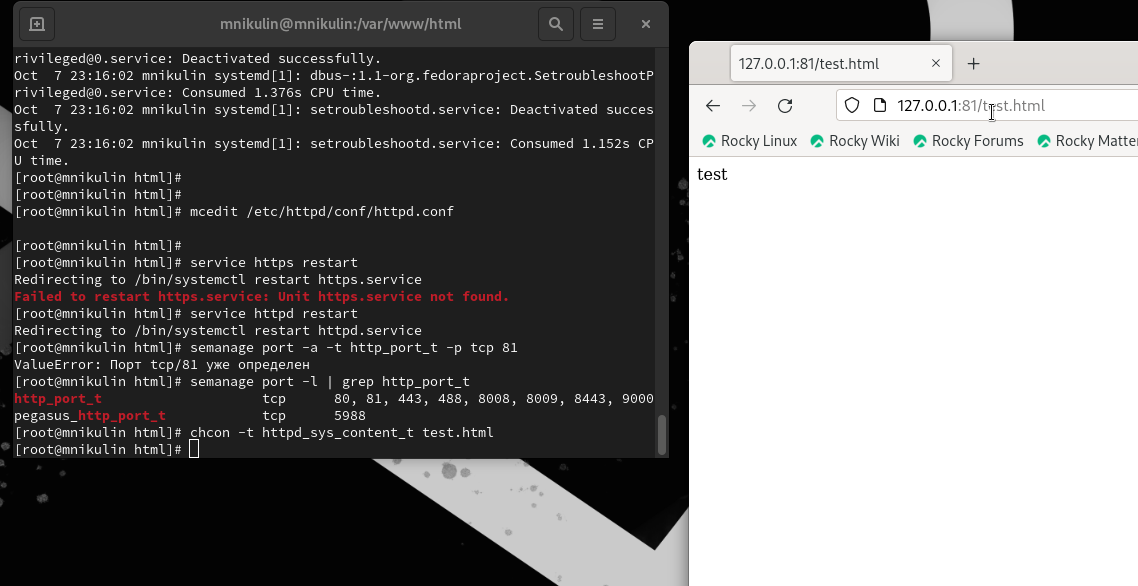 mnikulin@mnikulin:/var/www/html
rivileged@0.service: Deactivated successfully.
Oct  7 23:16:02 mnikulin systemd[1]: dbus-:1.1-org.fedoraproject.SetroubleshootP
rivileged@0.service: Consumed 1.376s CPU time.
Oct  7 23:16:02 mnikulin systemd[1]: setroubleshootd.service: Deactivated succes
sfully.
Oct  7 23:16:02 mnikulin systemd[1]: setroubleshootd.service: Consumed 1.152s CP
U time.
[root@mnikulin html]#
[root@mnikulin html]#
[root@mnikulin html]# mcedit /etc/httpd/conf/httpd.conf
[root@mnikulin html]#
[root@mnikulin html]# service https restart
Redirecting to /bin/systemctl restart https.service
Failed to restart https.service: Unit https.service not found.
[root@mnikulin html]# service httpd restart
Redirecting to /bin/systemctl restart httpd.service
[root@mnikulin html]# semanage port -a -t http_port_t -p tcp 81
ValueError: Порт tcp/81 уже определен
[root@mnikulin html]# semanage port -l | grep http_port_t
http_port_t                    tcp      80, 81, 443, 488, 8008, 8009, 8443, 9000
pegasus_http_port_t            tcp      5988
[root@mnikulin html]# chcon -t httpd_sys_content_t test.html
[root@mnikulin html]#
127.0.0.1:81/test.html
127.0.0.1:81/test.html
Rocky Linux Rocky Wiki Rocky Forums Rocky Matter
test